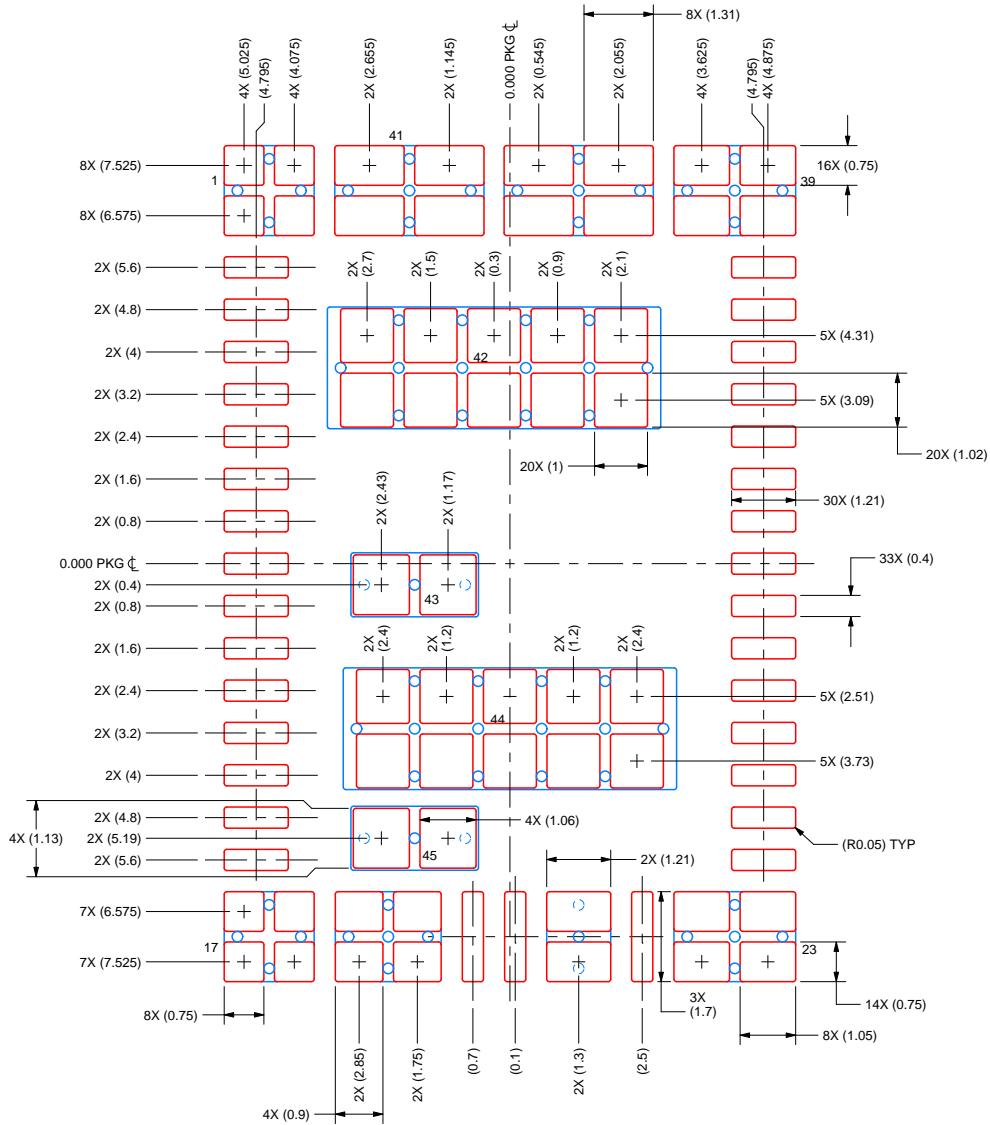 8X (1.31)
0.000 PKG ℄
4X (5.025)
(4.795)
4X (4.075)
2X (2.655)
2X (1.145)
2X (0.545)
2X (2.055)
4X (3.625)
(4.795)
4X (4.875)
41
8X (7.525)
16X (0.75)
1
39
8X (6.575)
2X (5.6)
2X
(2.7)
2X
(1.5)
2X
(0.3)
2X
(0.9)
2X
(2.1)
2X (4.8)
5X (4.31)
2X (4)
42
2X (3.2)
5X (3.09)
2X (2.4)
20X (1.02)
20X (1)
2X (1.6)
2X (2.43)
2X (1.17)
30X (1.21)
2X (0.8)
0.000 PKG ℄
33X (0.4)
2X (0.4)
43
2X (0.8)
2X (1.6)
2X
(2.4)
2X
(1.2)
2X
(1.2)
2X
(2.4)
2X (2.4)
5X (2.51)
44
2X (3.2)
5X (3.73)
2X (4)
2X (4.8)
4X (1.06)
4X (1.13)
2X (5.19)
(R0.05) TYP
45
2X (5.6)
2X (1.21)
7X (6.575)
17
23
7X (7.525)
3X
(1.7)
14X (0.75)
8X (0.75)
8X (1.05)
2X (2.85)
2X (1.75)
(0.7)
(0.1)
2X (1.3)
(2.5)
4X (0.9)